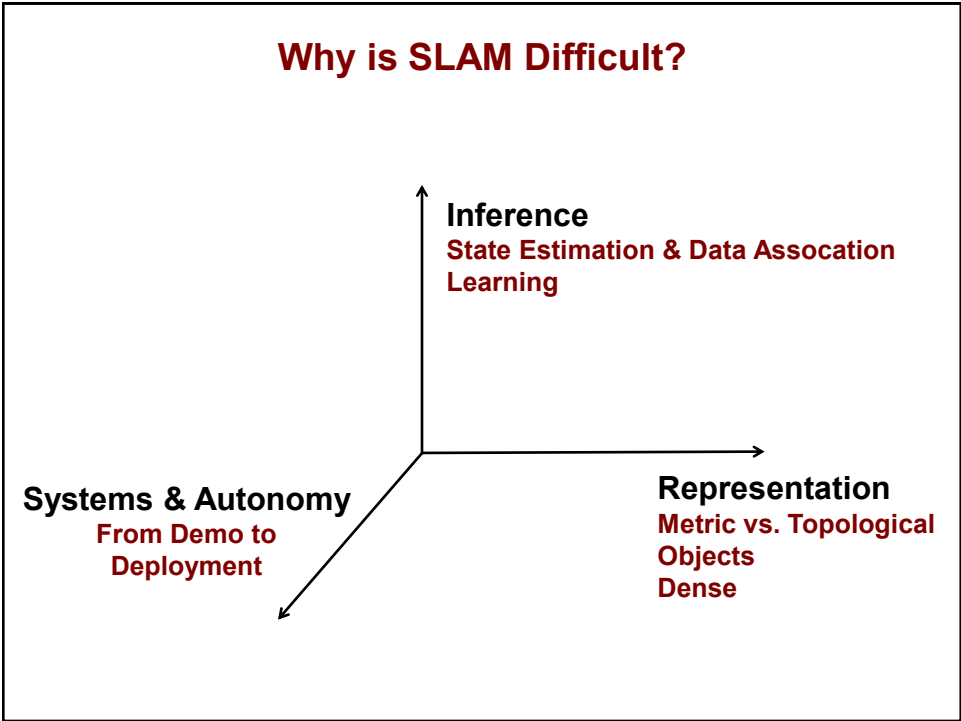 Why is SLAM Difficult?
Inference
State Estimation & Data Assocation
Learning
Systems & Autonomy
From Demo to
Deployment
Representation
Metric vs. Topological
Objects
Dense